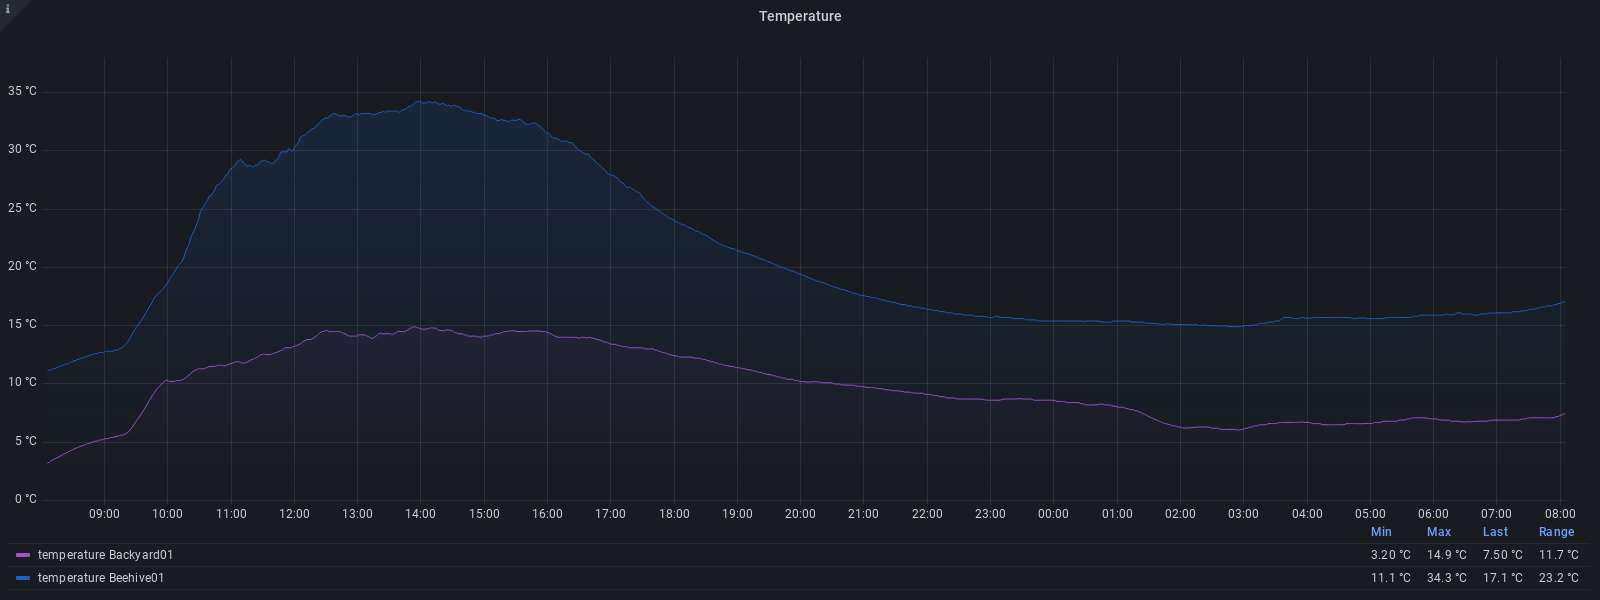 i
Temperature
35 °C
30 °C
25 °C
20 °C
15 °C
10 °C
5 °C
0 °C
09:00 10:00 11:00 12:00 13:00 14:00 15:00 16:00 17:00 18:00 19:00 20:00 21:00 22:00 23:00 00:00 01:00 02:00 03:00 04:00 05:00 06:00 07:00 08:00
Min Max Last Range
temperature Backyard01 3.20 °C 14.9 °C 7.50 °C 11.7 °C
temperature Beehive01 11.1 °C 34.3 °C 17.1 °C 23.2 °C